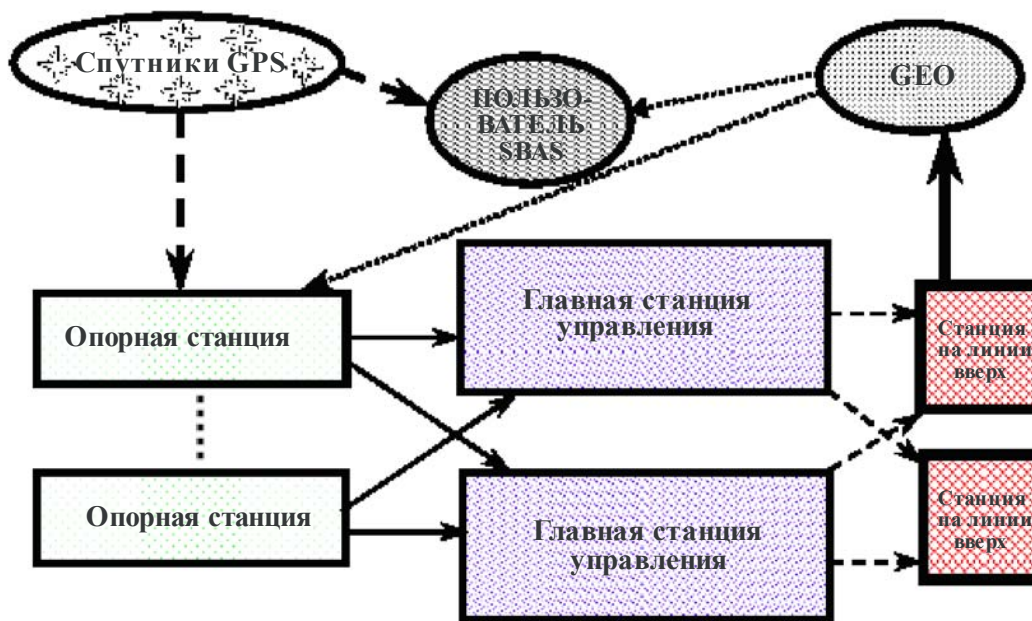 Спутники GPS
ПОЛЬЗО-
ВАТЕЛЬ
SBAS
GEO
Опорная станция
Главная станция
управления
Станция
на линии
вверх
Опорная станция
Главная станция
управления
Станция
на линии
вверх